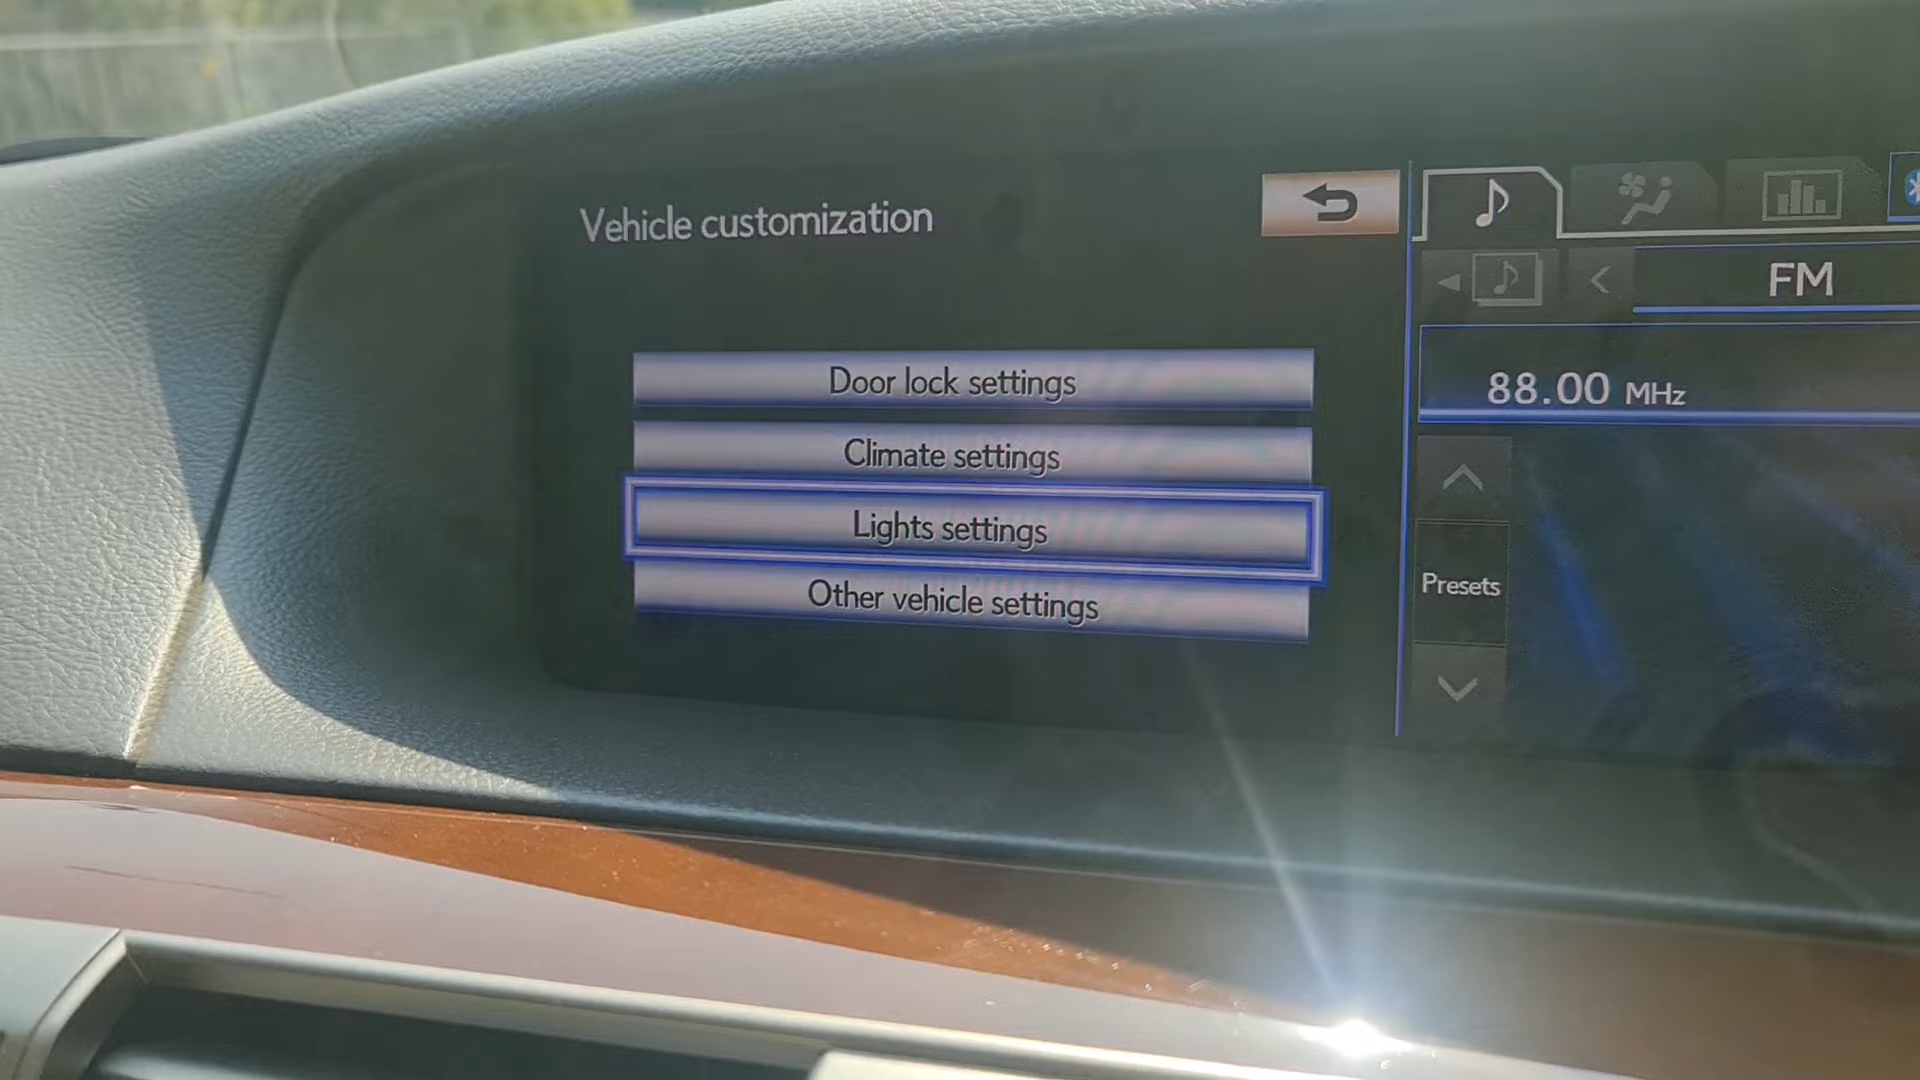 Vehicle customization
Door lock settings
Climate settings
Lights settings
Other vehicle settings
FM
88.00 MHz
Presets